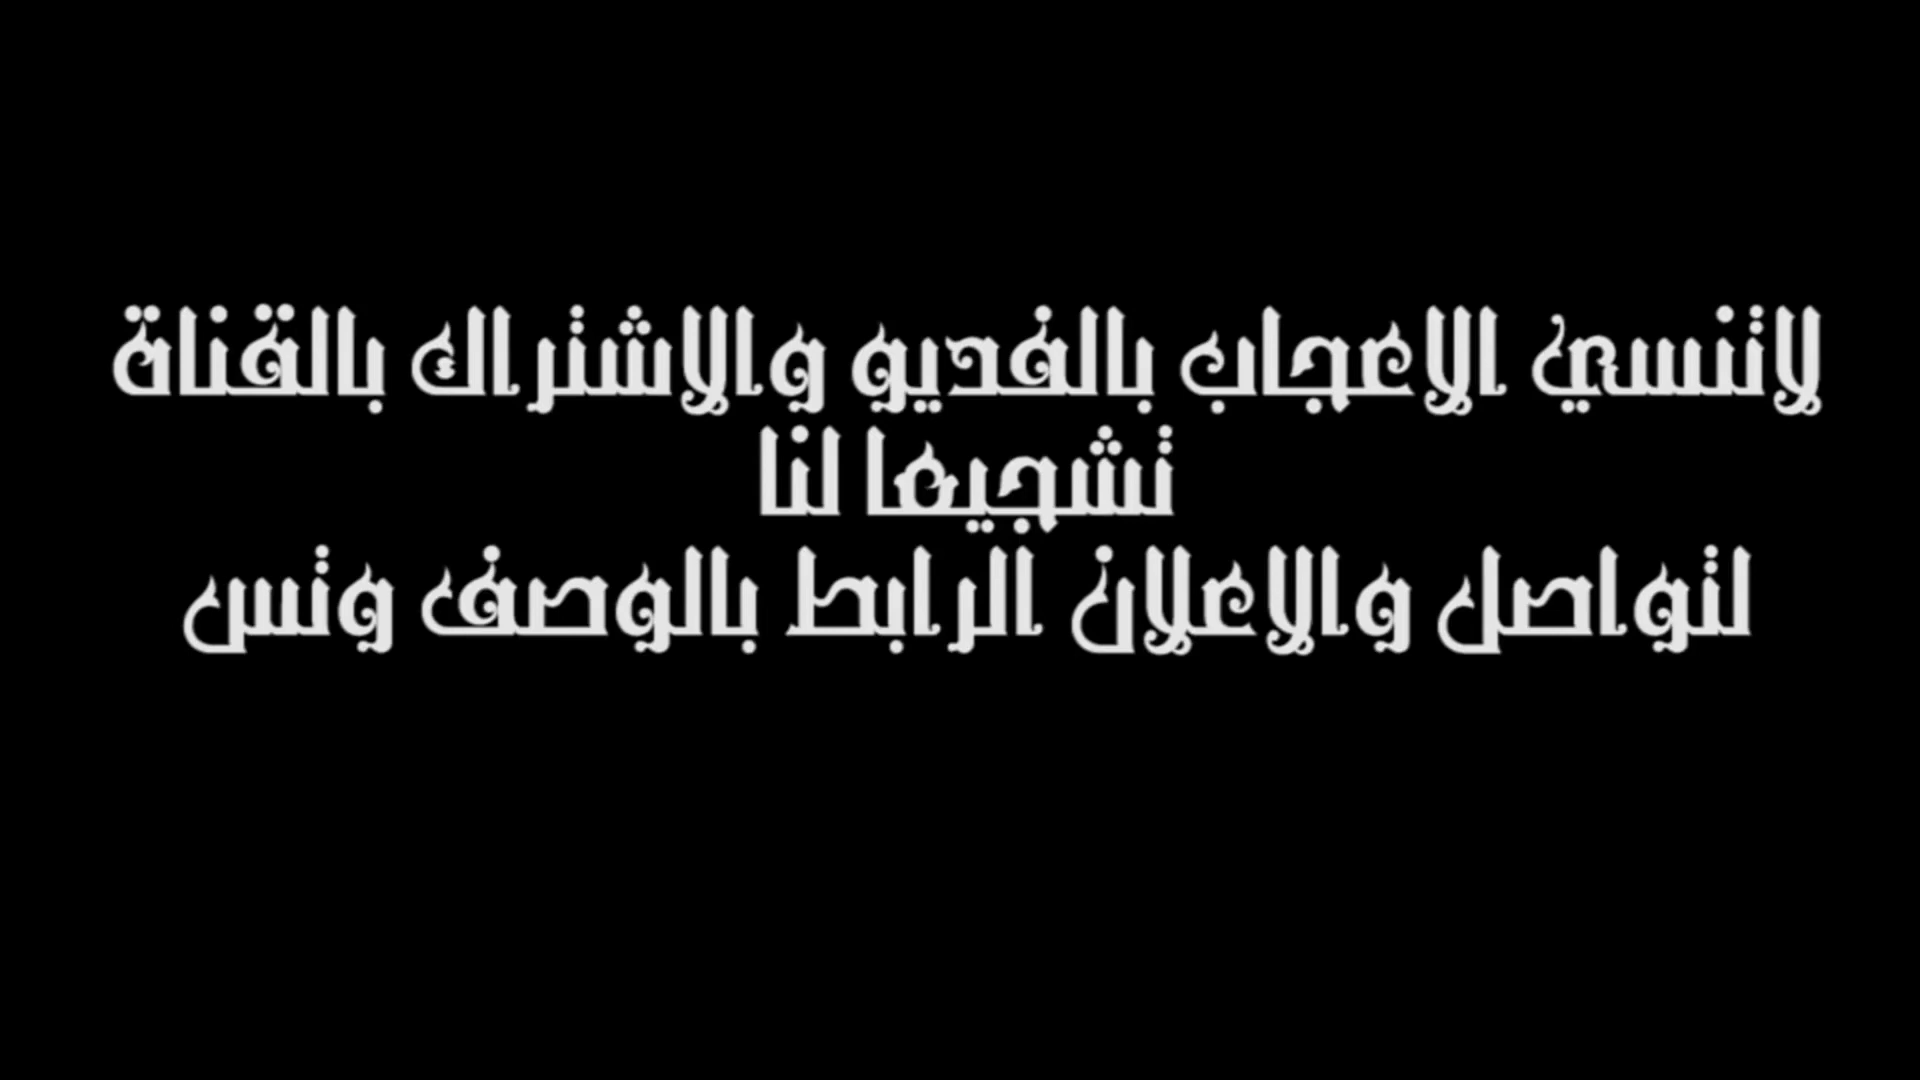 لاتنسي الاعجاب بالفديو والاشتراك بالقناة
تشجيعا لنا
لتواصل والاعلان الرابط بالوصف وتس